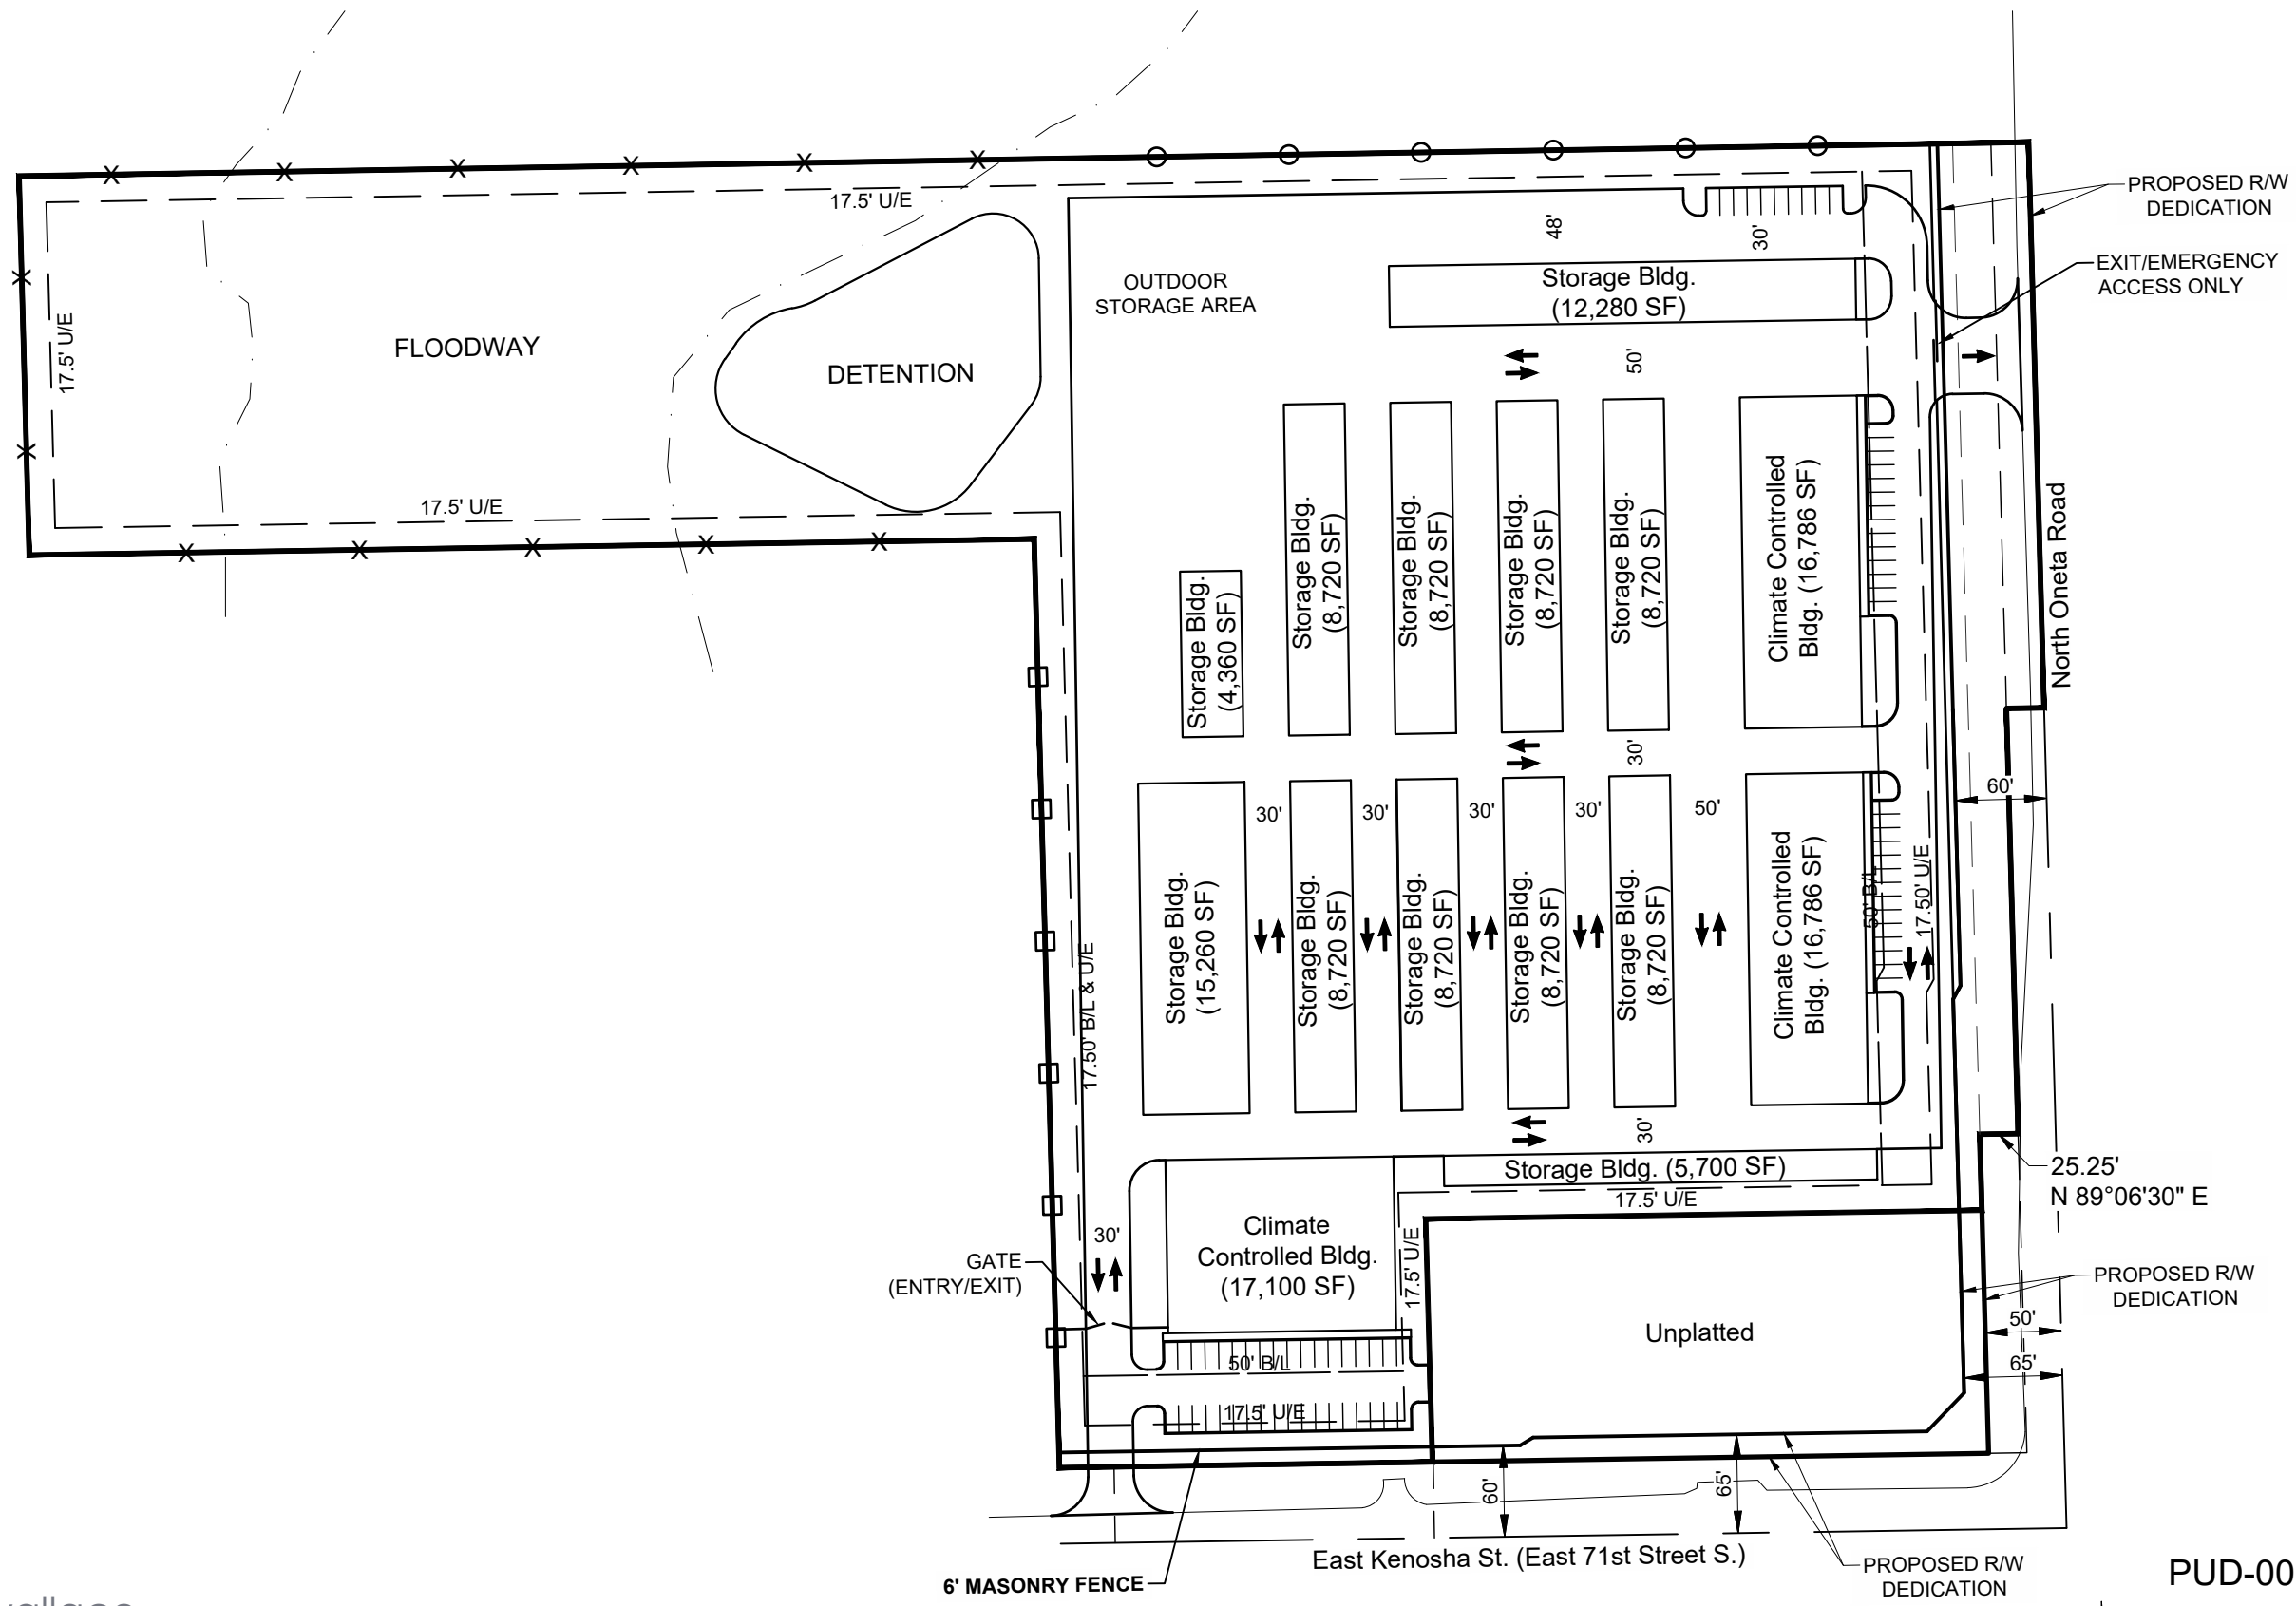 PROPOSED R/W
DEDICATION
17.5' U/E
48'
30'
EXIT/EMERGENCY
ACCESS ONLY
OUTDOOR
STORAGE AREA
Storage Bldg.
(12,280 SF)
17.5' U/E
FLOODWAY
DETENTION
50'
17.5' U/E
Storage Bldg.
(4,360 SF)
Storage Bldg.
(8,720 SF)
Storage Bldg.
(8,720 SF)
Storage Bldg.
(8,720 SF)
Storage Bldg.
(8,720 SF)
Climate Controlled
Bldg. (16,786 SF)
North Oneta Road
30'
60'
30'
30'
30'
30'
50'
17.50' B/L & U/E
Storage Bldg.
(15,260 SF)
Storage Bldg.
(8,720 SF)
Storage Bldg.
(8,720 SF)
Storage Bldg.
(8,720 SF)
Storage Bldg.
(8,720 SF)
Climate Controlled
Bldg. (16,786 SF)
50' B/L
17.50' U/E
30'
Storage Bldg. (5,700 SF)
17.5' U/E
25.25'
N 89°06'30" E
30'
Climate
Controlled Bldg.
(17,100 SF)
17.5' U/E
GATE
(ENTRY/EXIT)
PROPOSED R/W
DEDICATION
Unplatted
50'
65'
50' B/L
17.5' U/E
60'
65'
East Kenosha St. (East 71st Street S.)
6' MASONRY FENCE
PROPOSED R/W
DEDICATION
PUD-00